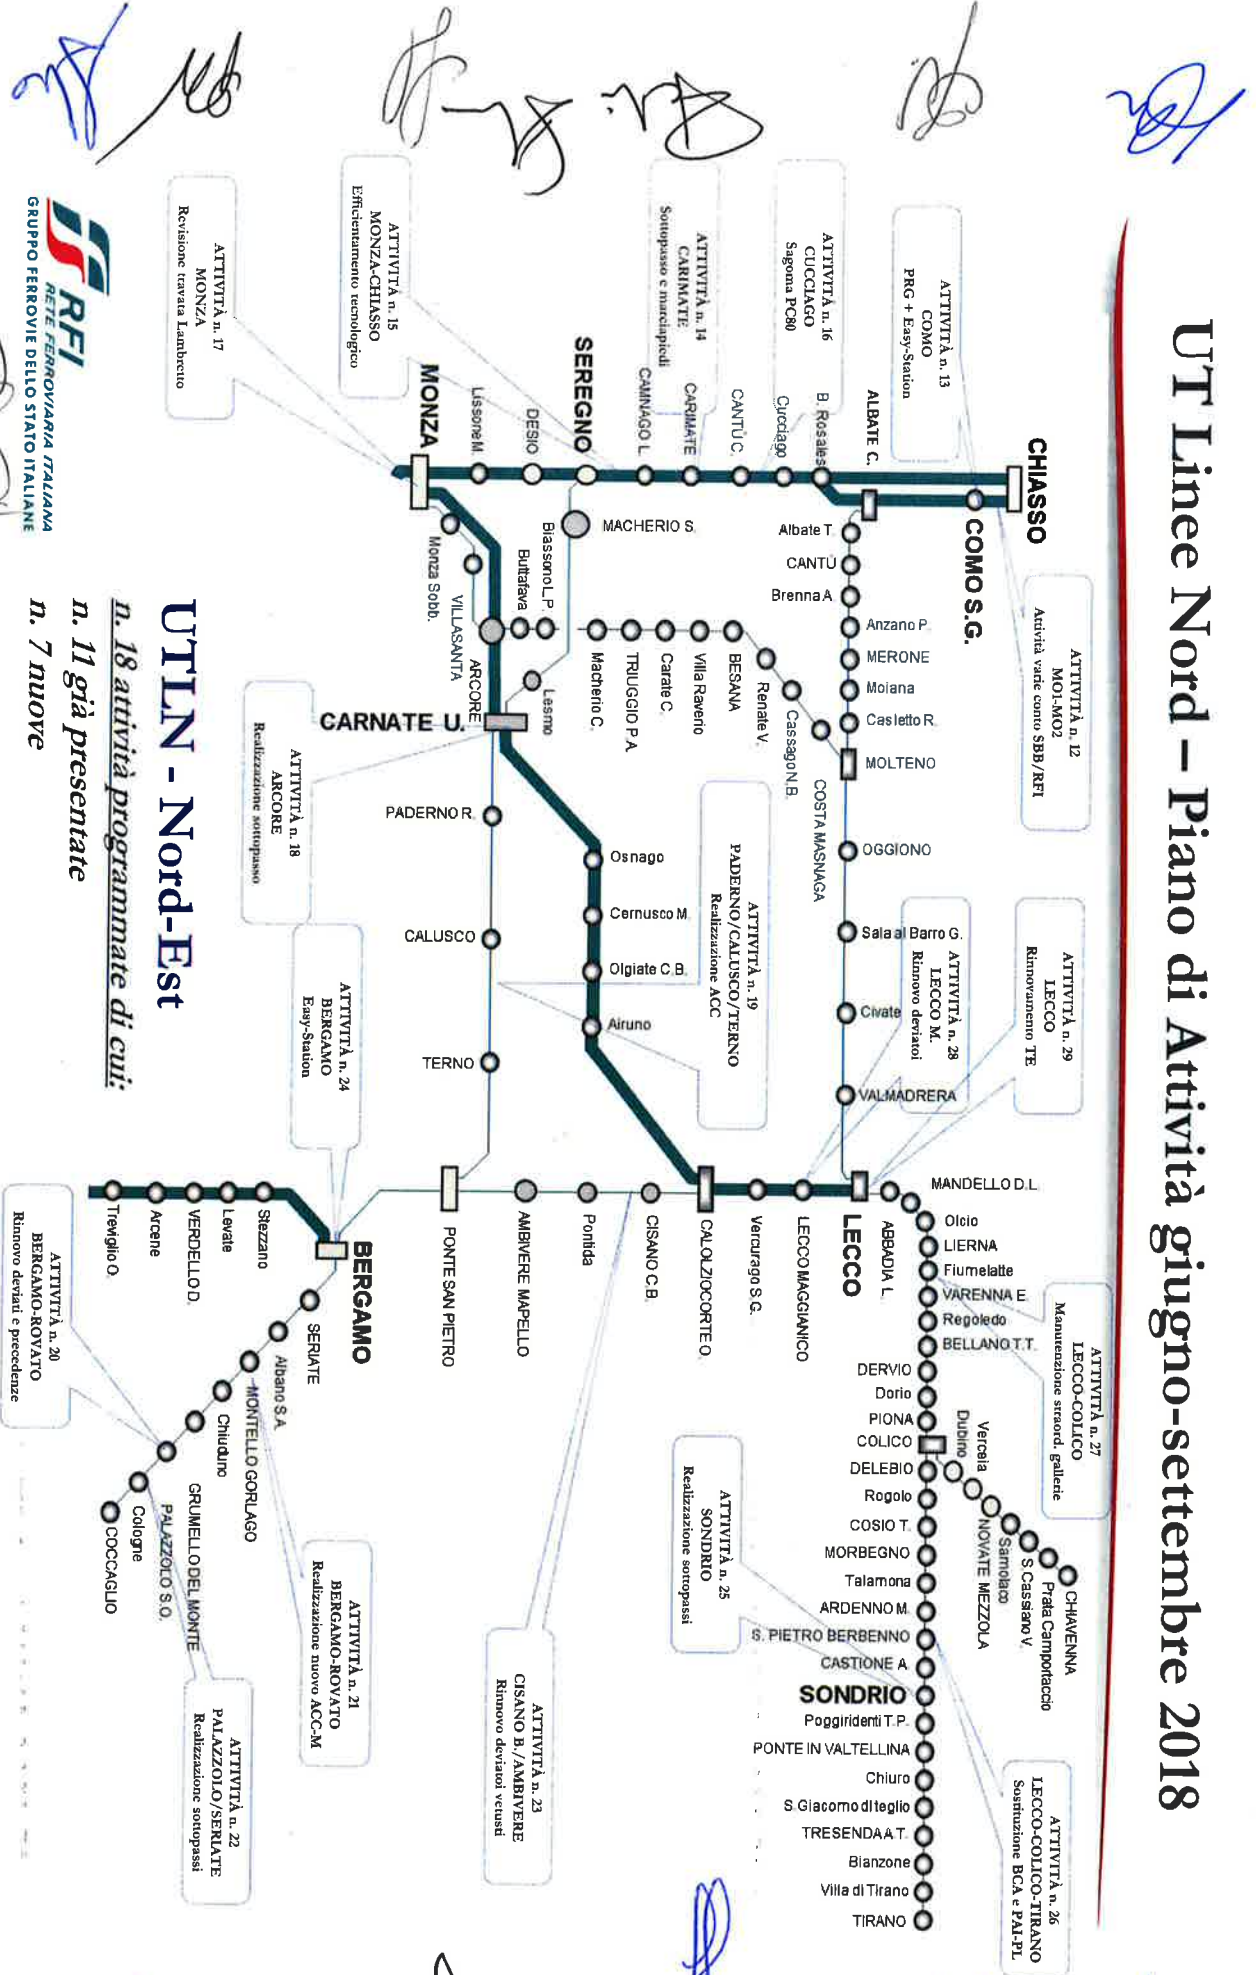 UT Linee Nord – Piano di Attività giugno-settembre 2018
ATTIVITÀ n. 13
COMO
PRG + Easy-Station
ATTIVITÀ n. 16
CUCCIAGO
Sagoma PC80
ATTIVITÀ n. 14
CARIMATE
Sottopasso e marciapiedi
ATTIVITÀ n. 15
MONZA-CHIASSO
Efficientamento tecnologico
ATTIVITÀ n. 17
MONZA
Revisione travata Lambretto
ATTIVITÀ n. 12
MO1-MO2
Attività varie conto SBB/RFI
ATTIVITÀ n. 29
LECCO
Rinnovamento TE
ATTIVITÀ n. 28
LECCO M.
Rinnovo deviatoi
ATTIVITÀ n. 19
PADERNO/CALUSCO/TERNO
Realizzazione ACC
ATTIVITÀ n. 18
ARCORE
Realizzazione sottopasso
ATTIVITÀ n. 24
BERGAMO
Easy-Station
ATTIVITÀ n. 27
LECCO-COLICO
Manutenzione straord. gallerie
ATTIVITÀ n. 26
LECCO-COLICO-TIRANO
Sostituzione BCA e PAI-PL
ATTIVITÀ n. 25
SONDRIO
Realizzazione sottopassi
ATTIVITÀ n. 23
CISANO B./AMBIVERE
Rinnovo deviatoi vetusti
ATTIVITÀ n. 21
BERGAMO-ROVATO
Realizzazione nuovo ACC-M
ATTIVITÀ n. 22
PALAZZOLO/SERIATE
Realizzazione sottopassi
ATTIVITÀ n. 20
BERGAMO-ROVATO
Rinnovo deviati e precedenze
CHIASSO
COMO S.G.
ALBATE C.
B. Rosales
Cucciago
CANTÙ C.
CARIMATE
CAMNAGO L.
SEREGNO
DESIO
Lissone M.
MONZA
Albate T.
CANTÙ
Brenna A.
Anzano P.
MERONE
Moiana
Casletto R.
MOLTENO
OGGIONO
Sala al Barro G.
Civate
VALMADRERA
LECCO
COSTA MASNAGA
Cassago N.B.
Renate V.
BESANA
Villa Raverio
Carate C.
TRIUGGIO P.A.
Macherio C.
MACHERIO S.
Biassono L.P.
Buttafava
Lesmo
Monza Sobb.
VILLASANTA
ARCORE
CARNATE U.
Osnago
Cernusco M.
Olgiate C.B.
Airuno
PADERNO R.
CALUSCO
TERNO
MANDELLO D.L.
ABBADIA L.
Olcio
LIERNA
Fiumelatte
VARENNA E.
Regoledo
BELLANO T.T.
DERVIO
Dorio
PIONA
COLICO
DELEBIO
Rogolo
COSIO T.
MORBEGNO
Talamona
ARDENNO M.
S. PIETRO BERBENNO
CASTIONE A.
SONDRIO
Poggiridenti T.P.
PONTE IN VALTELLINA
Chiuro
S.Giacomo di teglio
TRESENDA A.T.
Bianzone
Villa di Tirano
TIRANO
Dubino
Verceia
NOVATE MEZZOLA
Samolaco
S.Cassiano V.
Prata Camportaccio
CHIAVENNA
LECCO MAGGIANICO
Vercurago S.G.
CALOLZIOCORTE O.
CISANO C.B.
Pontida
AMBIVERE MAPELLO
PONTE SAN PIETRO
BERGAMO
Stezzano
Levate
VERDELLO D.
Arcene
Treviglio O.
SERIATE
Albano S.A.
MONTELLO GORLAGO
Chiuduno
GRUMELLO DEL MONTE
PALAZZOLO S.O.
Cologne
COCCAGLIO
UTLN - Nord-Est
n. 18 attività programmate di cui:
n. 11 già presentate
n. 7 nuove
RFI
RETE FERROVIARIA ITALIANA
GRUPPO FERROVIE DELLO STATO ITALIANE